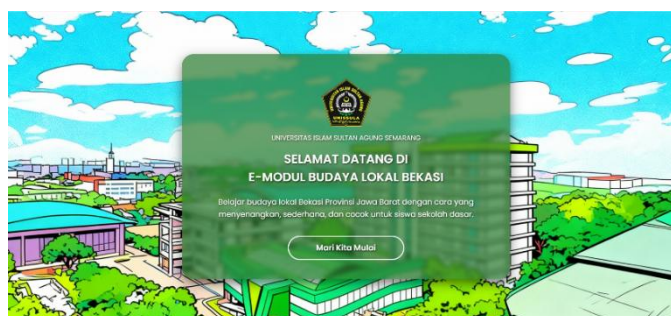 UNISSULA
UNIVERSITAS ISLAM SULTAN AGUNG SEMARANG
SELAMAT DATANG DI
E-MODUL BUDAYA LOKAL BEKASI
Belajar budaya lokal Bekasi Provinsi Jawa Barat dengan cara yang
menyenangkan, sederhana, dan cocok untuk siswa sekolah dasar.
Mari Kita Mulai